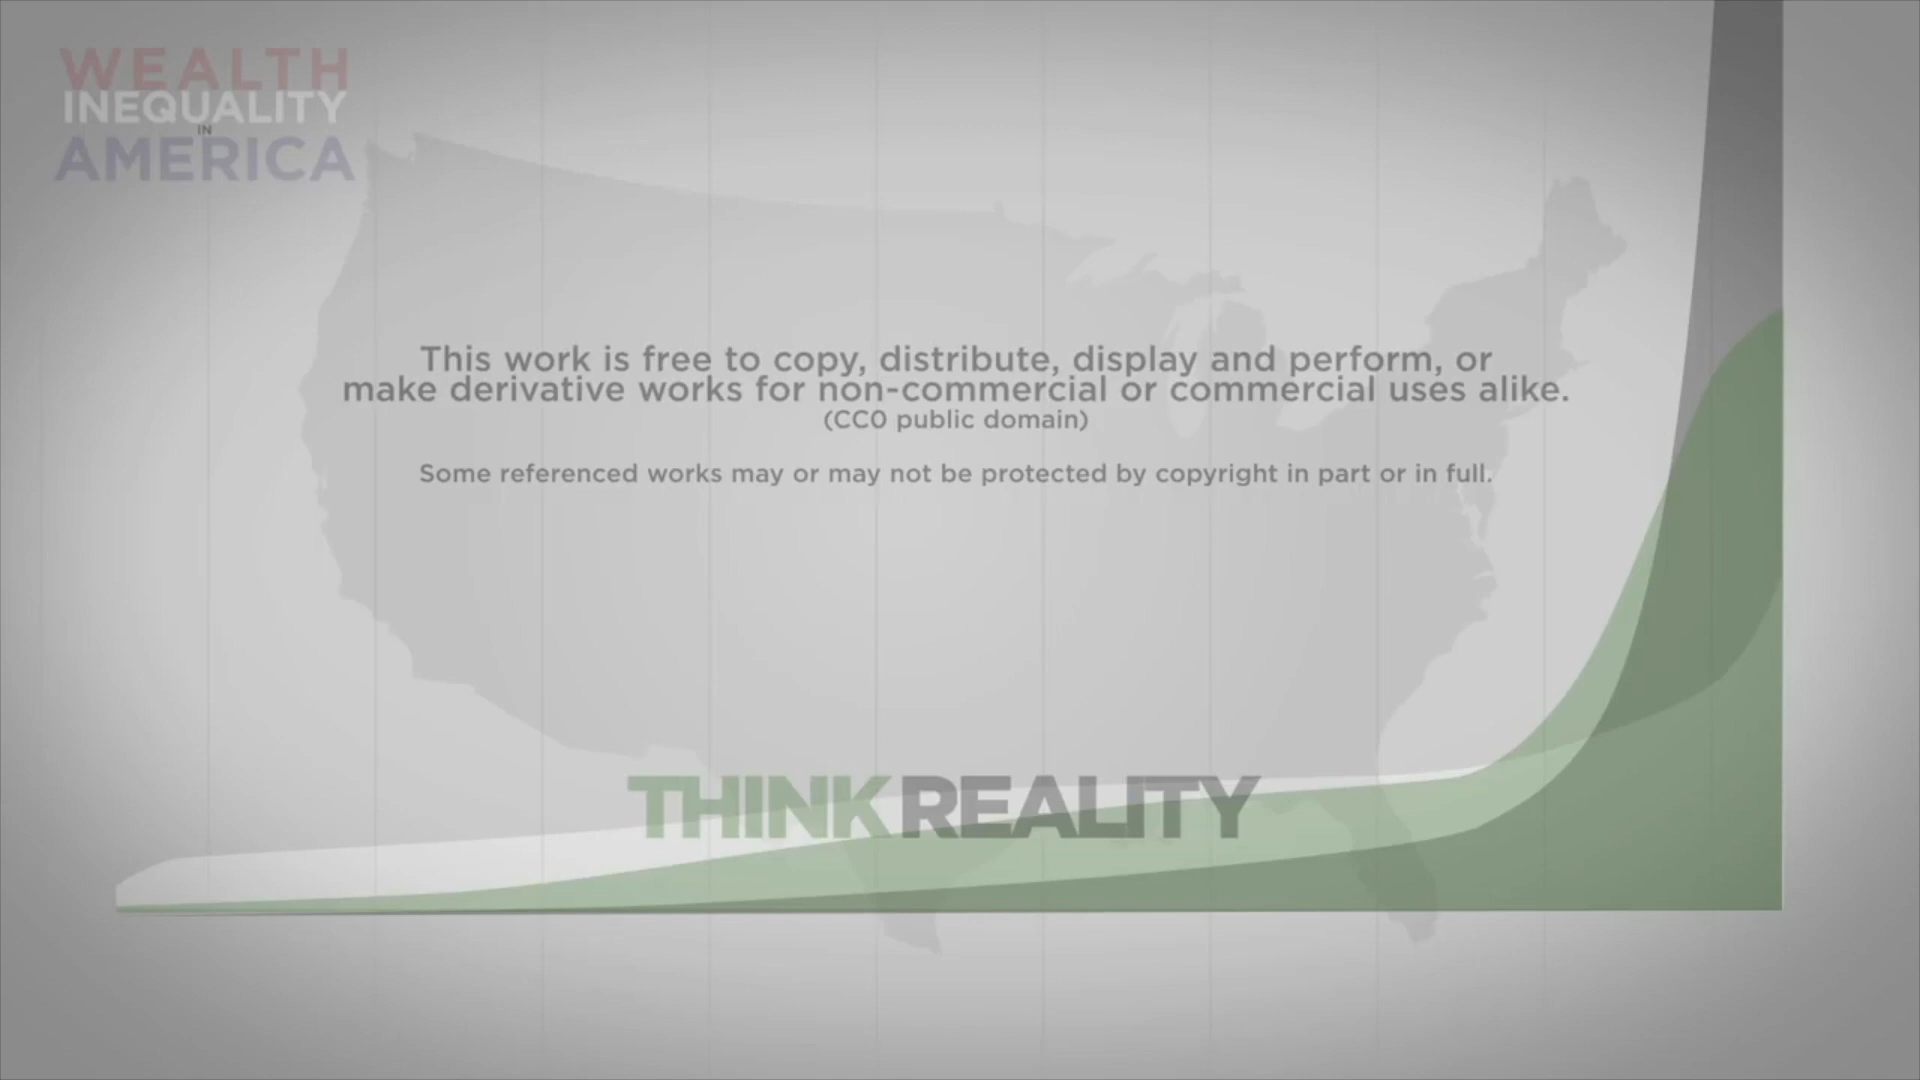 WEALTH
INEQUALITY
IN
AMERICA
This work is free to copy, distribute, display and perform, or
make derivative works for non-commercial or commercial uses alike.
(CC0 public domain)
Some referenced works may or may not be protected by copyright in part or in full.
THINKREALITY